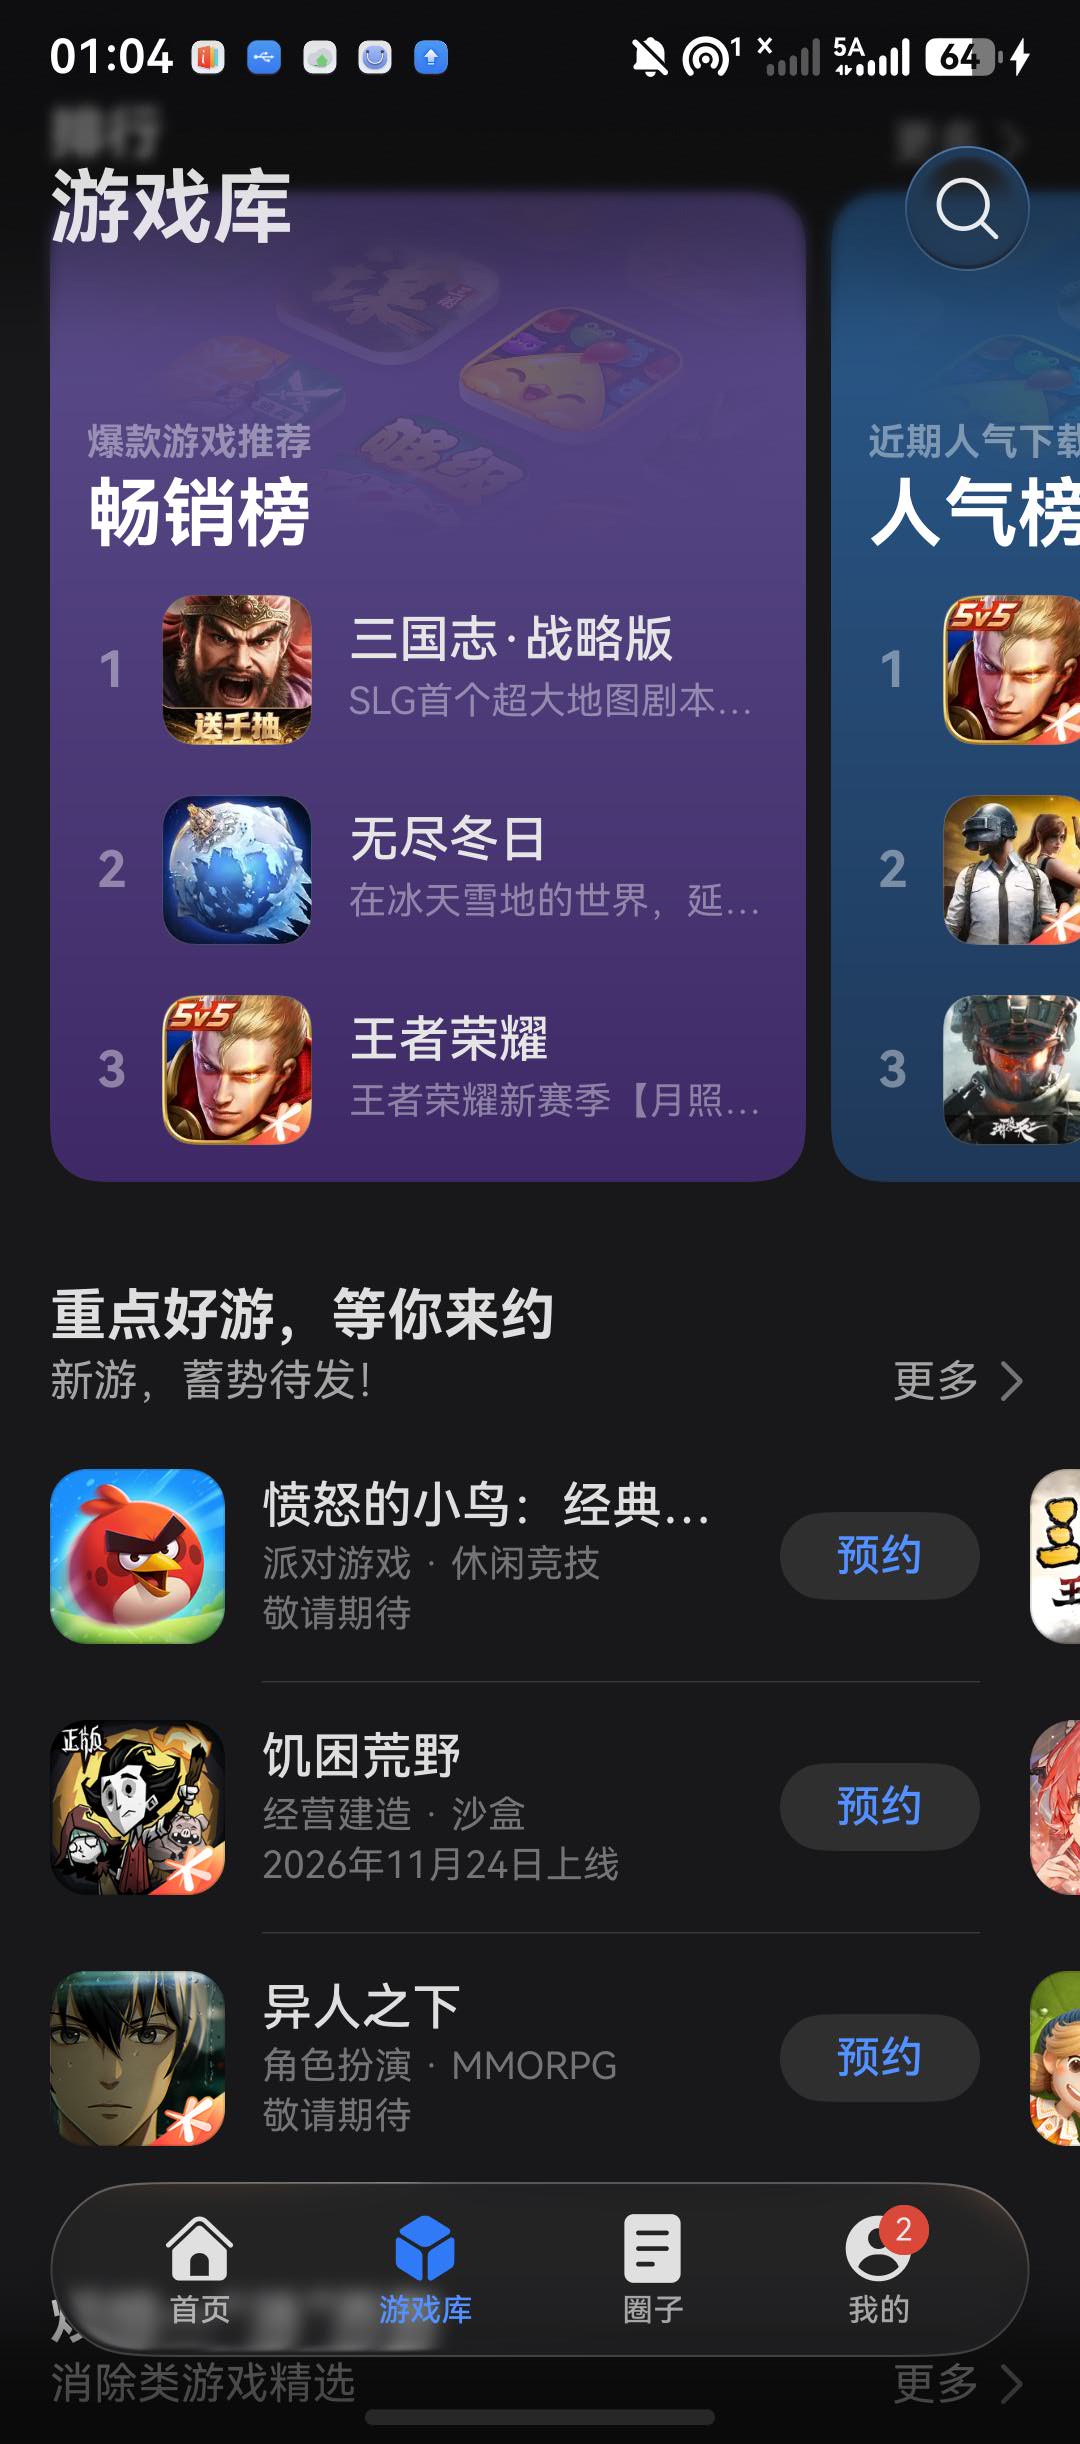 01:04
1
5A
64
排行
更多
游戏库
爆款游戏推荐
畅销榜
1
送千抽
三国志·战略版
SLG首个超大地图剧本...
2
无尽冬日
在冰天雪地的世界，延...
3
5v5
王者荣耀
王者荣耀新赛季【月照...
近期人气下载
人气榜
1
5v5
2
3
重点好游，等你来约
新游，蓄势待发！
更多
愤怒的小鸟：经典...
派对游戏 · 休闲竞技
敬请期待
预约
正版
饥困荒野
经营建造 · 沙盒
2026年11月24日上线
预约
异人之下
角色扮演 · MMORPG
敬请期待
预约
首页
游戏库
圈子
2
我的
消除类游戏精选
更多